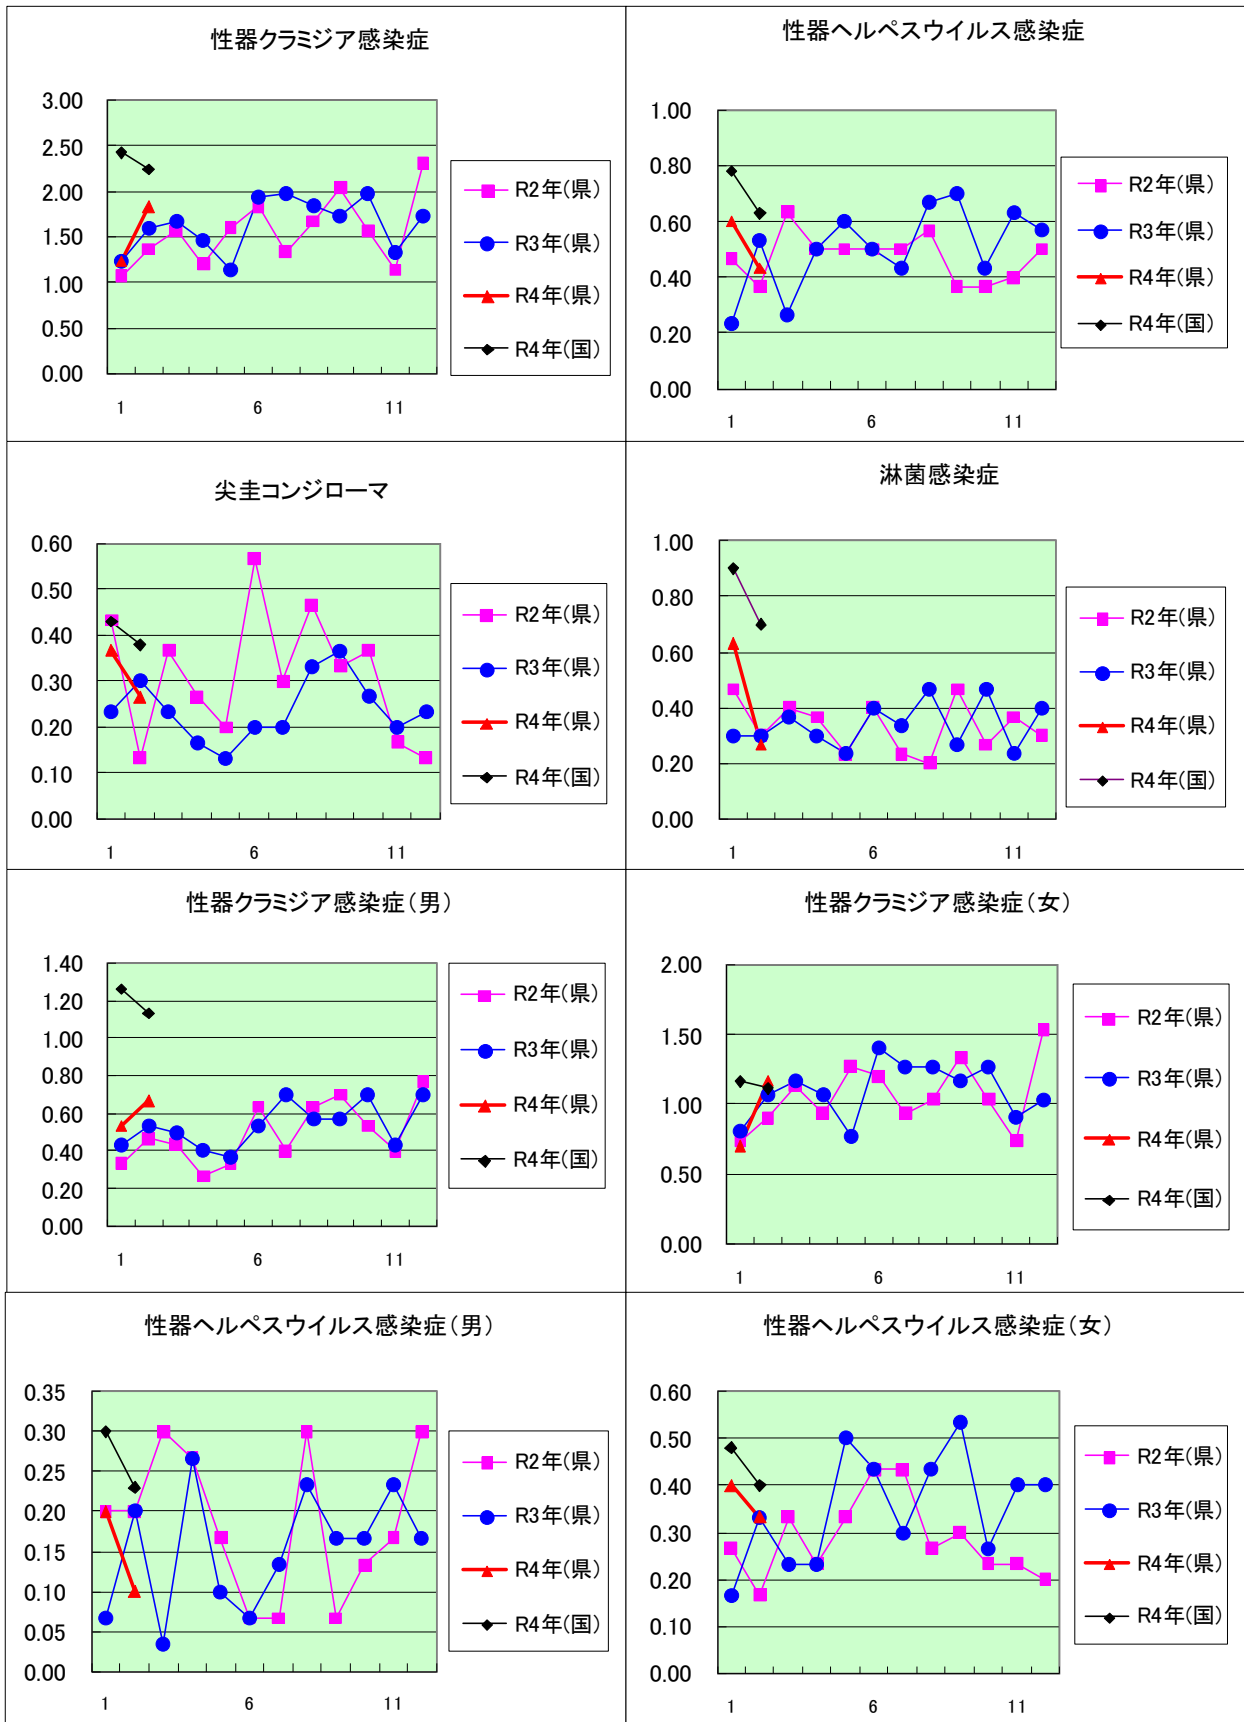 性器クラミジア感染症
3.00
2.50
2.00
1.50
1.00
0.50
0.00
1 6 11
R2年(県)
R3年(県)
R4年(県)
R4年(国)
性器ヘルペスウイルス感染症
1.00
0.80
0.60
0.40
0.20
0.00
1 6 11
R2年(県)
R3年(県)
R4年(県)
R4年(国)
尖圭コンジローマ
0.60
0.50
0.40
0.30
0.20
0.10
0.00
1 6 11
R2年(県)
R3年(県)
R4年(県)
R4年(国)
淋菌感染症
1.00
0.80
0.60
0.40
0.20
0.00
1 6 11
R2年(県)
R3年(県)
R4年(県)
R4年(国)
性器クラミジア感染症(男)
1.40
1.20
1.00
0.80
0.60
0.40
0.20
0.00
1 6 11
R2年(県)
R3年(県)
R4年(県)
R4年(国)
性器クラミジア感染症(女)
2.00
1.50
1.00
0.50
0.00
1 6 11
R2年(県)
R3年(県)
R4年(県)
R4年(国)
性器ヘルペスウイルス感染症(男)
0.35
0.30
0.25
0.20
0.15
0.10
0.05
0.00
1 6 11
R2年(県)
R3年(県)
R4年(県)
R4年(国)
性器ヘルペスウイルス感染症(女)
0.60
0.50
0.40
0.30
0.20
0.10
0.00
1 6 11
R2年(県)
R3年(県)
R4年(県)
R4年(国)